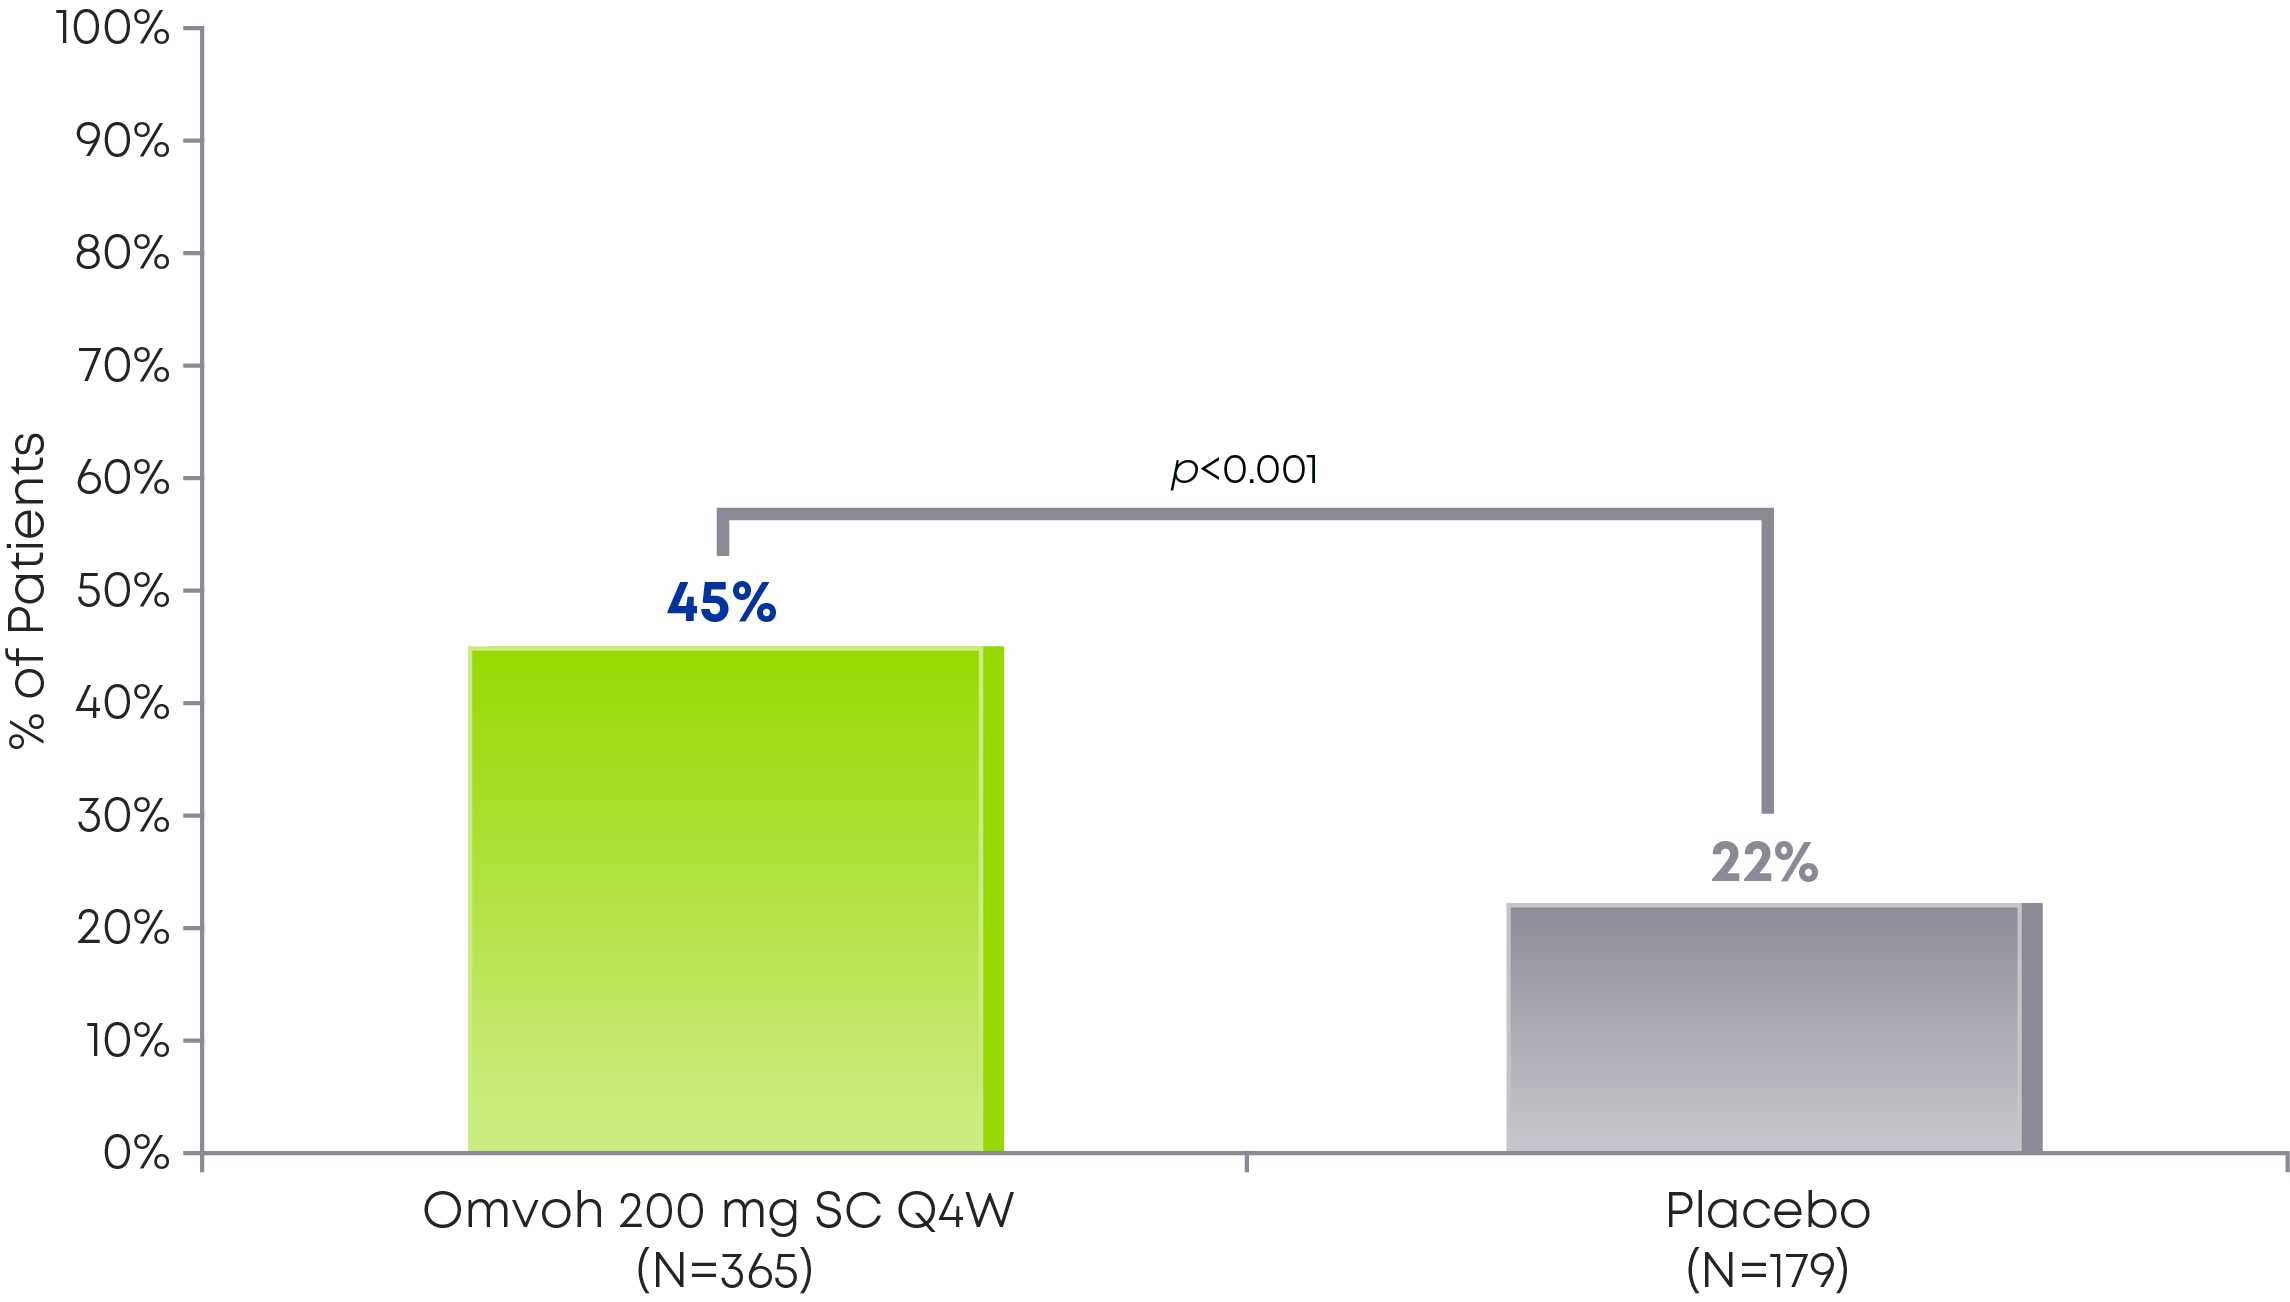 100%
90%
80%
70%
60%
50%
40%
30%
20%
10%
0%
% of Patients
p<0.001
45%
22%
Omvoh 200 mg SC Q4W
(N=365)
Placebo
(N=179)